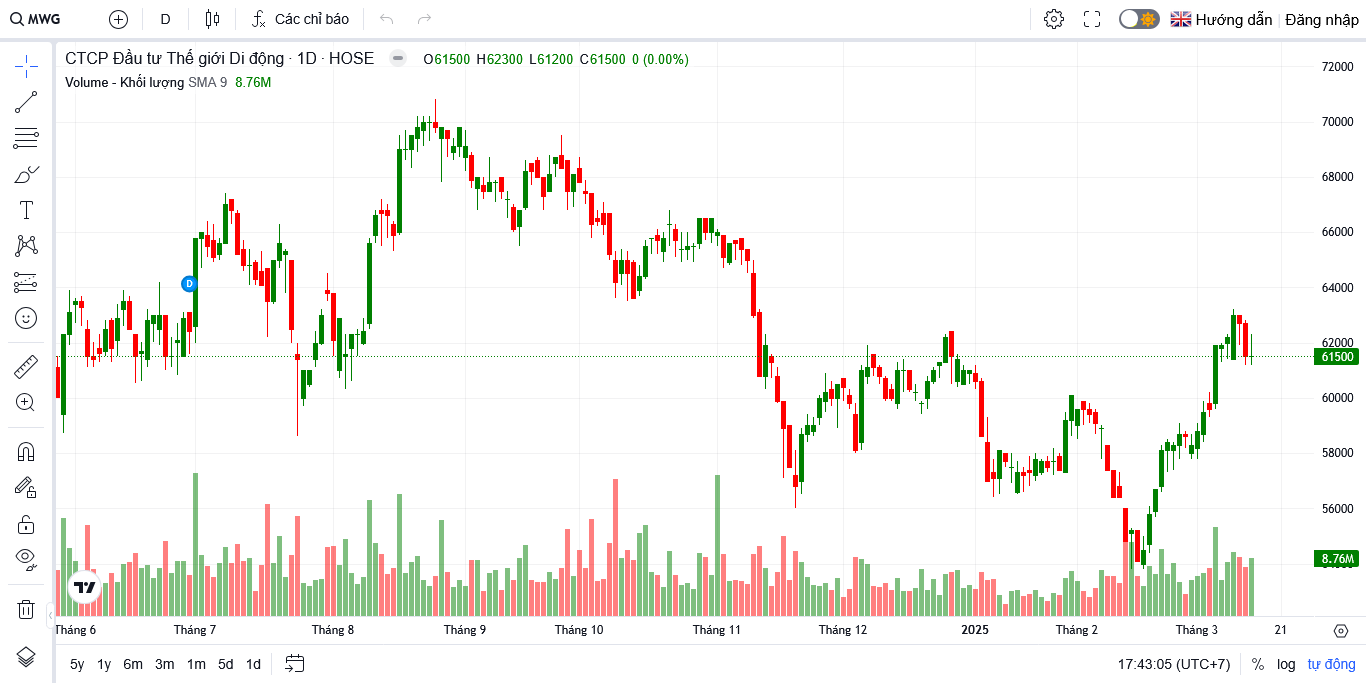 MWG D Các chỉ báo Hướng dẫn Đăng nhập
CTCP Đầu tư Thế giới Di động · 1D · HOSE O61500 H62300 L61200 C61500 0 (0.00%)
Volume - Khối lượng SMA 9 8.76M
72000
70000
68000
66000
64000
D
62000
61500
60000
58000
56000
8.76M
Tháng 6 Tháng 7 Tháng 8 Tháng 9 Tháng 10 Tháng 11 Tháng 12 2025 Tháng 2 Tháng 3 21
5y 1y 6m 3m 1m 5d 1d 17:43:05 (UTC+7) % log tự động